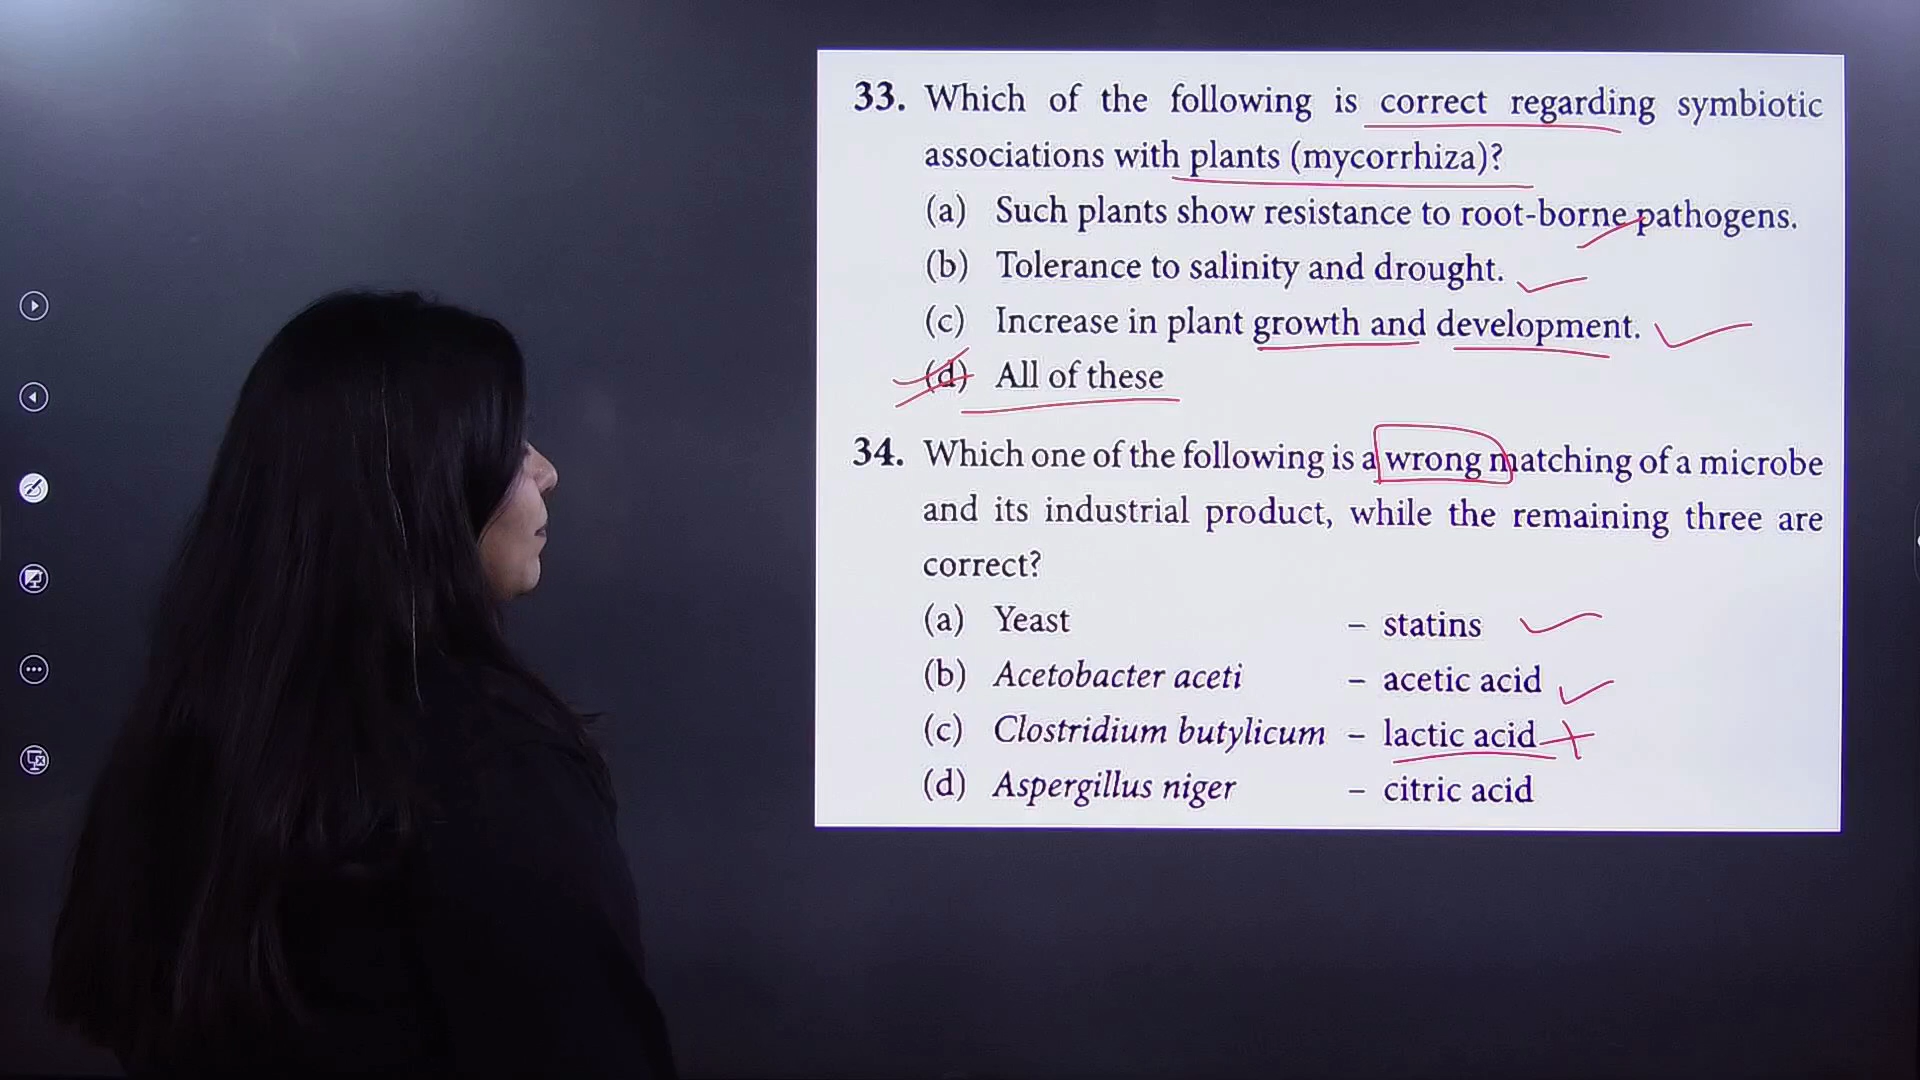 33. Which of the following is correct regarding symbiotic
associations with plants (mycorrhiza)?
(a) Such plants show resistance to root-borne pathogens.
(b) Tolerance to salinity and drought.
(c) Increase in plant growth and development.
(d) All of these
34. Which one of the following is a wrong matching of a microbe
and its industrial product, while the remaining three are
correct?
(a) Yeast – statins
(b) Acetobacter aceti – acetic acid
(c) Clostridium butylicum – lactic acid
(d) Aspergillus niger – citric acid